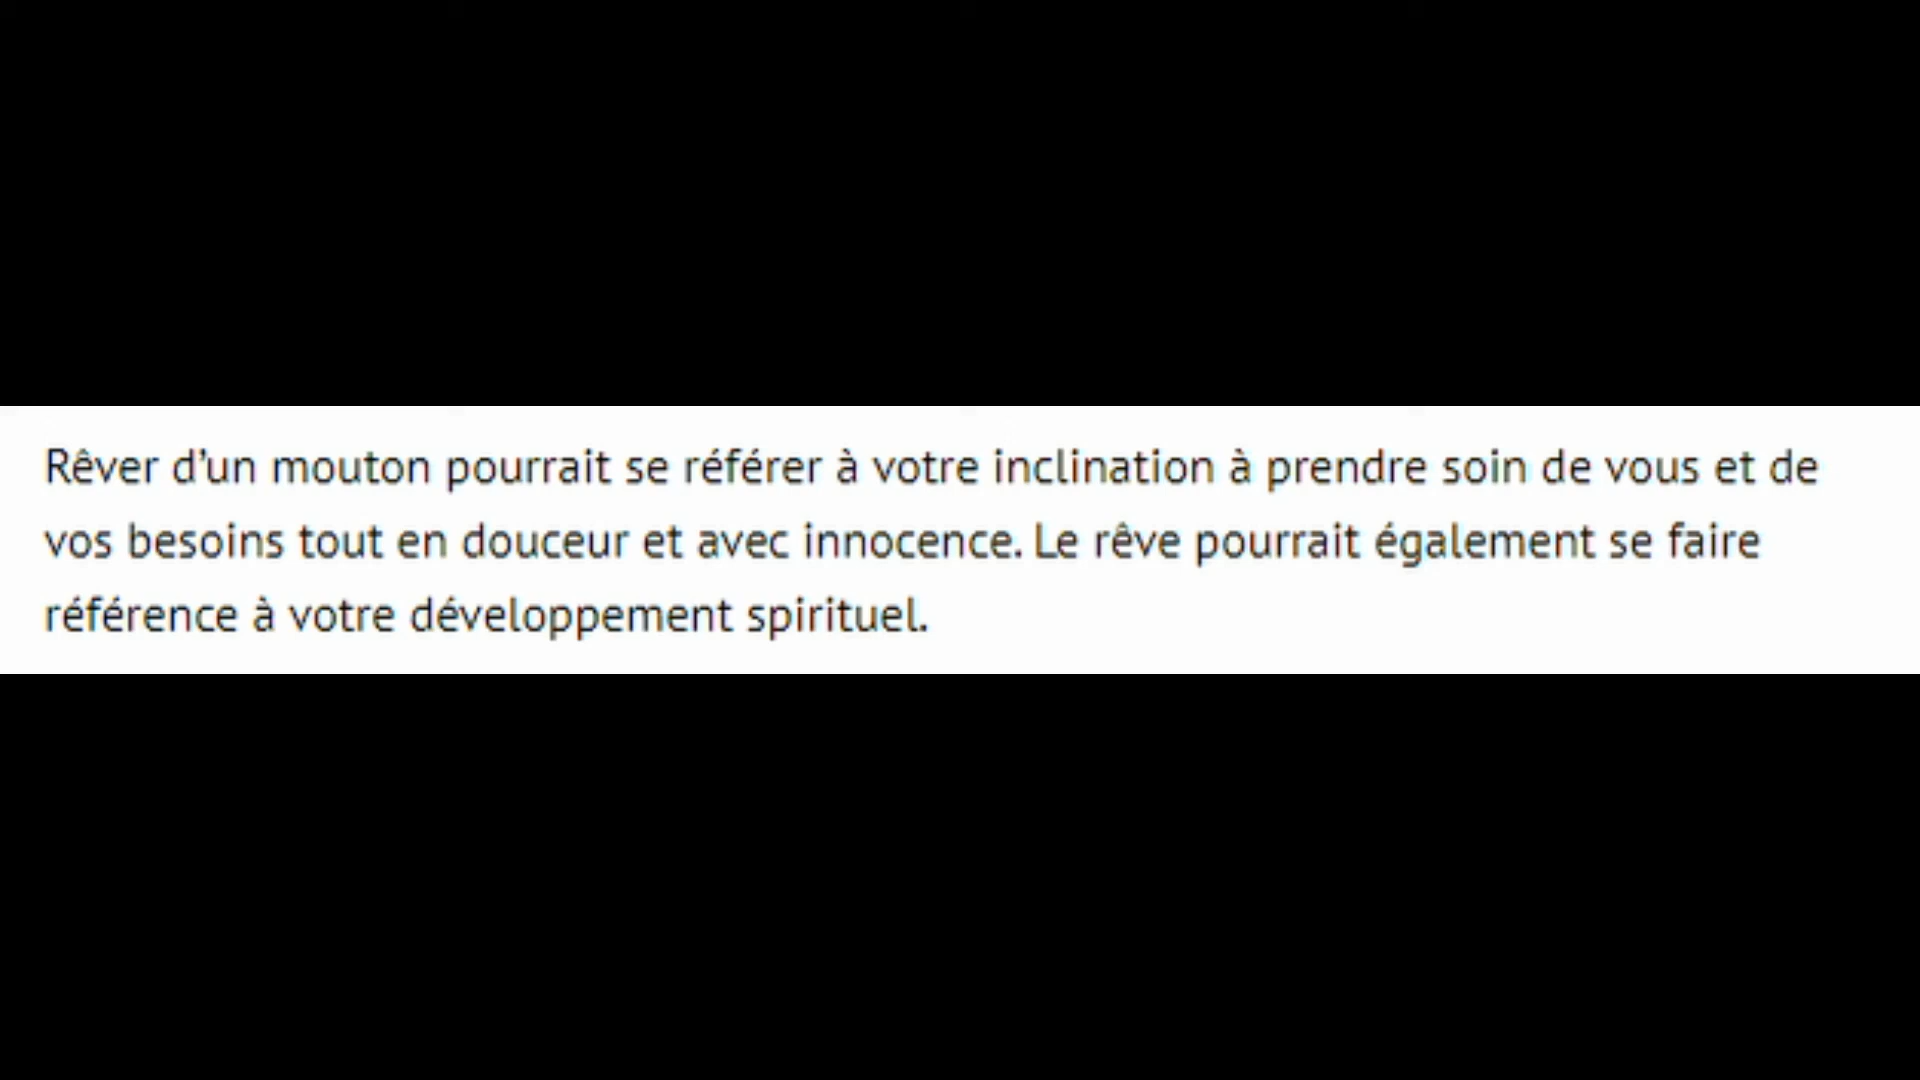 Rêver d’un mouton pourrait se référer à votre inclination à prendre soin de vous et de
vos besoins tout en douceur et avec innocence. Le rêve pourrait également se faire
référence à votre développement spirituel.